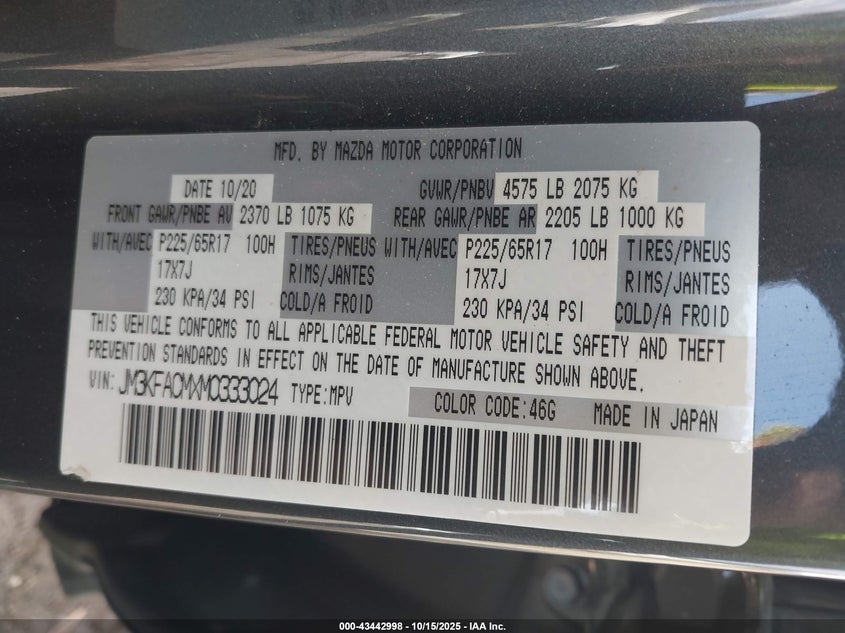 MFD. BY MAZDA MOTOR CORPORATION
DATE 10/20 GVWR/PNBV 4575 LB 2075 KG
FRONT GAWR/PNBE AV 2370 LB 1075 KG REAR GAWR/PNBE AR 2205 LB 1000 KG
WITH/AVEC P225/65R17 100H TIRES/PNEUS WITH/AVEC P225/65R17 100H TIRES/PNEUS
17X7J RIMS/JANTES 17X7J RIMS/JANTES
230 KPA/34 PSI COLD/A FROID 230 KPA/34 PSI COLD/A FROID
THIS VEHICLE CONFORMS TO ALL APPLICABLE FEDERAL MOTOR VEHICLE SAFETY AND THEFT
PREVENTION STANDARDS IN EFFECT ON THE DATE OF MANUFACTURE SHOWN ABOVE.
VIN: JM3KFACMXM0333024 TYPE:MPV COLOR CODE:46G MADE IN JAPAN
000-43442998 - 10/15/2025 - IAA Inc.